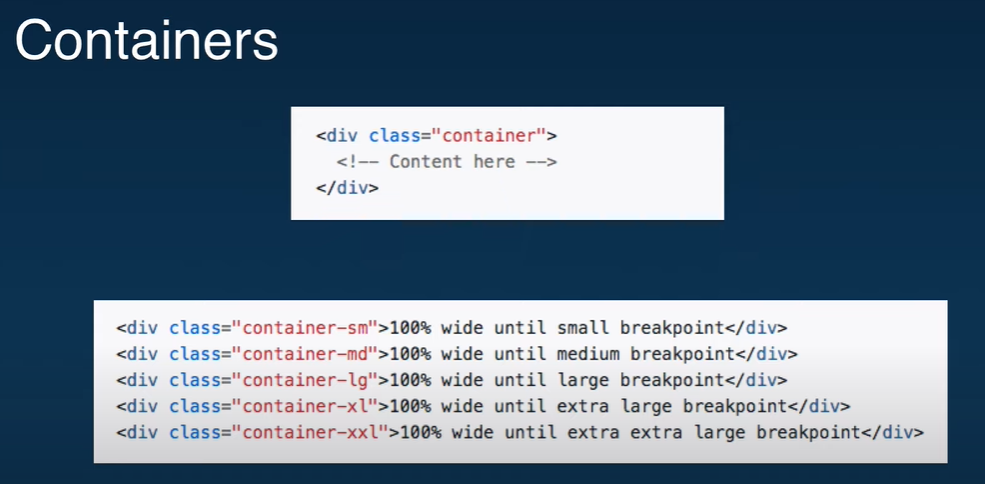 Containers
<div class="container">
<!-- Content here -->
</div>
<div class="container-sm">100% wide until small breakpoint</div>
<div class="container-md">100% wide until medium breakpoint</div>
<div class="container-lg">100% wide until large breakpoint</div>
<div class="container-xl">100% wide until extra large breakpoint</div>
<div class="container-xxl">100% wide until extra extra large breakpoint</div>